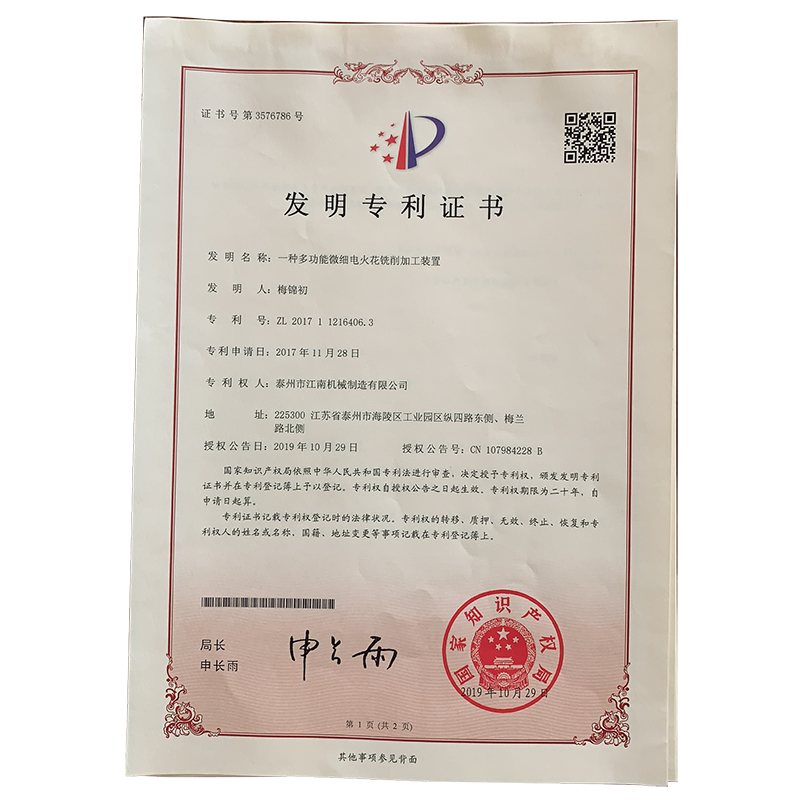 证书号第3576786号
发明专利证书
发明名称：一种多功能微细电火花铣削加工装置
发明人：梅锦初
专利号：ZL 2017 1 1216406.3
专利申请日：2017年11月28日
专利权人：泰州市江南机械制造有限公司
地址：225300 江苏省泰州市海陵区工业园区纵四路东侧、梅兰
路北侧
授权公告日：2019年10月29日 授权公告号：CN 107984228 B
国家知识产权局依照中华人民共和国专利法进行审查，决定授予专利权，颁发发明专利
证书并在专利登记簿上予以登记。专利权自授权公告之日起生效。专利权期限为二十年，自
申请日起算。
专利证书记载专利权登记时的法律状况。专利权的转移、质押、无效、终止、恢复和专
利权人的姓名或名称、国籍、地址变更等事项记载在专利登记簿上。
局长
申长雨
申长雨
国家知识产权局
2019年10月29日
第1页(共2页)
其他事项参见背面